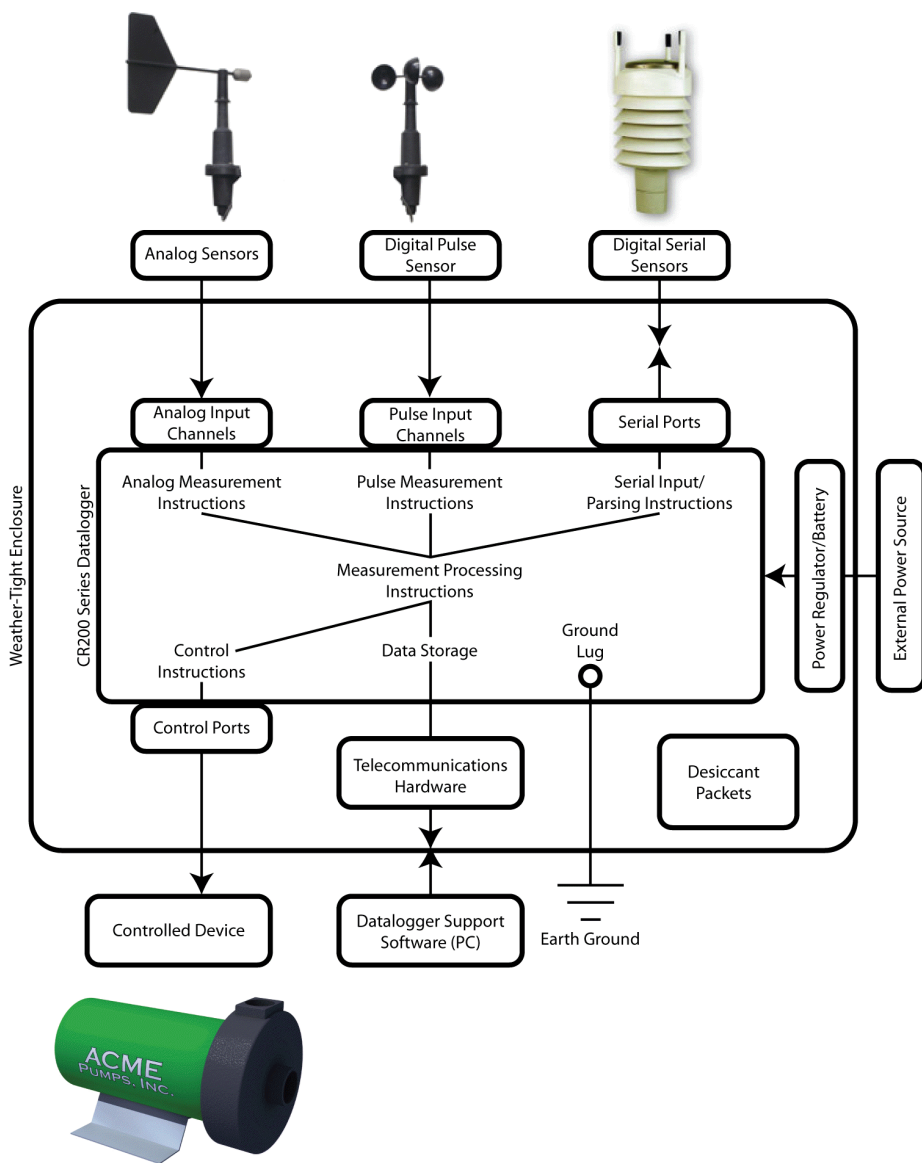 Analog Sensors
Digital Pulse
Sensor
Digital Serial
Sensors
Weather-Tight Enclosure
Analog Input
Channels
Pulse Input
Channels
Serial Ports
CR200 Series Datalogger
Analog Measurement
Instructions
Pulse Measurement
Instructions
Serial Input/
Parsing Instructions
Measurement Processing
Instructions
Control
Instructions
Data Storage
Ground
Lug
Power Regulator/Battery
External Power Source
Control Ports
Telecommunications
Hardware
Desiccant
Packets
Controlled Device
Datalogger Support
Software (PC)
Earth Ground
ACME
PUMPS, INC.